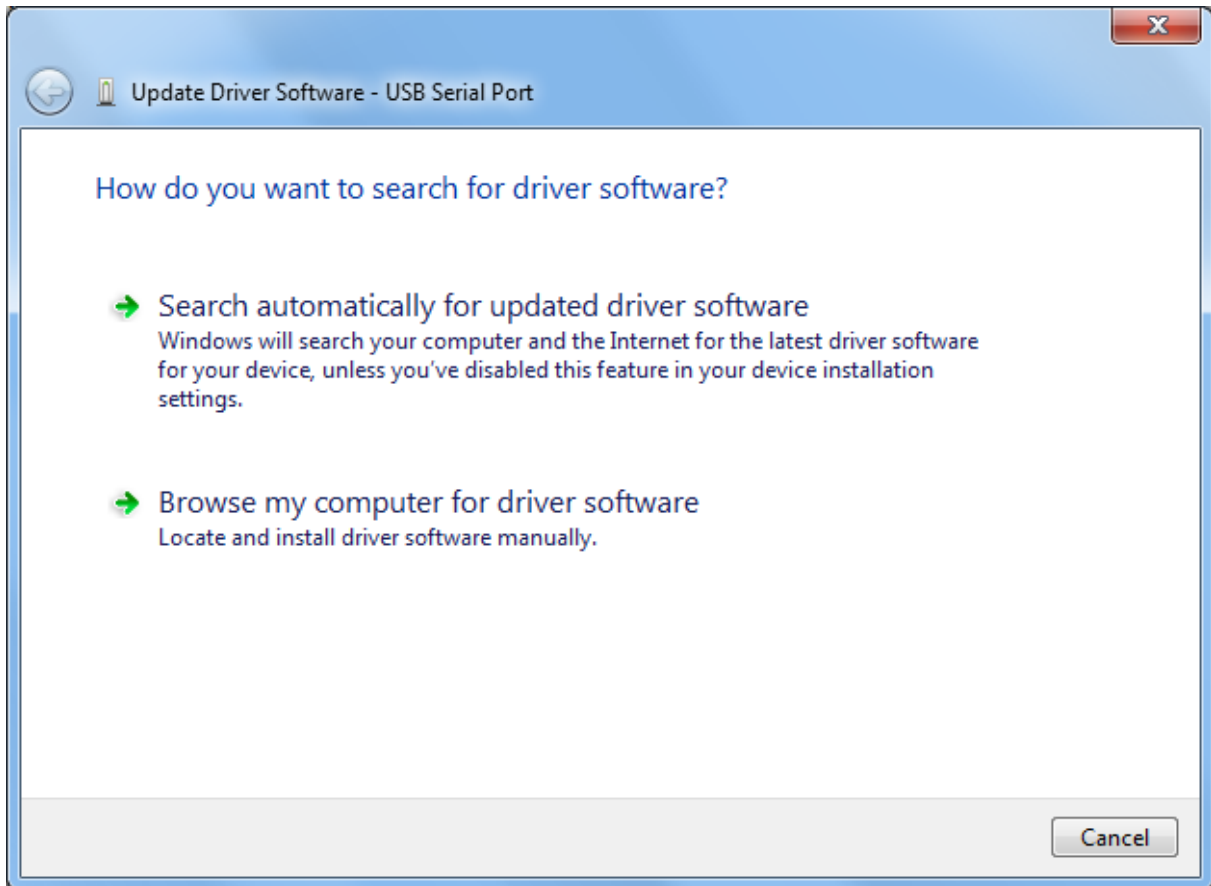 Update Driver Software - USB Serial Port
How do you want to search for driver software?
Search automatically for updated driver software
Windows will search your computer and the Internet for the latest driver software
for your device, unless you've disabled this feature in your device installation
settings.
Browse my computer for driver software
Locate and install driver software manually.
Cancel